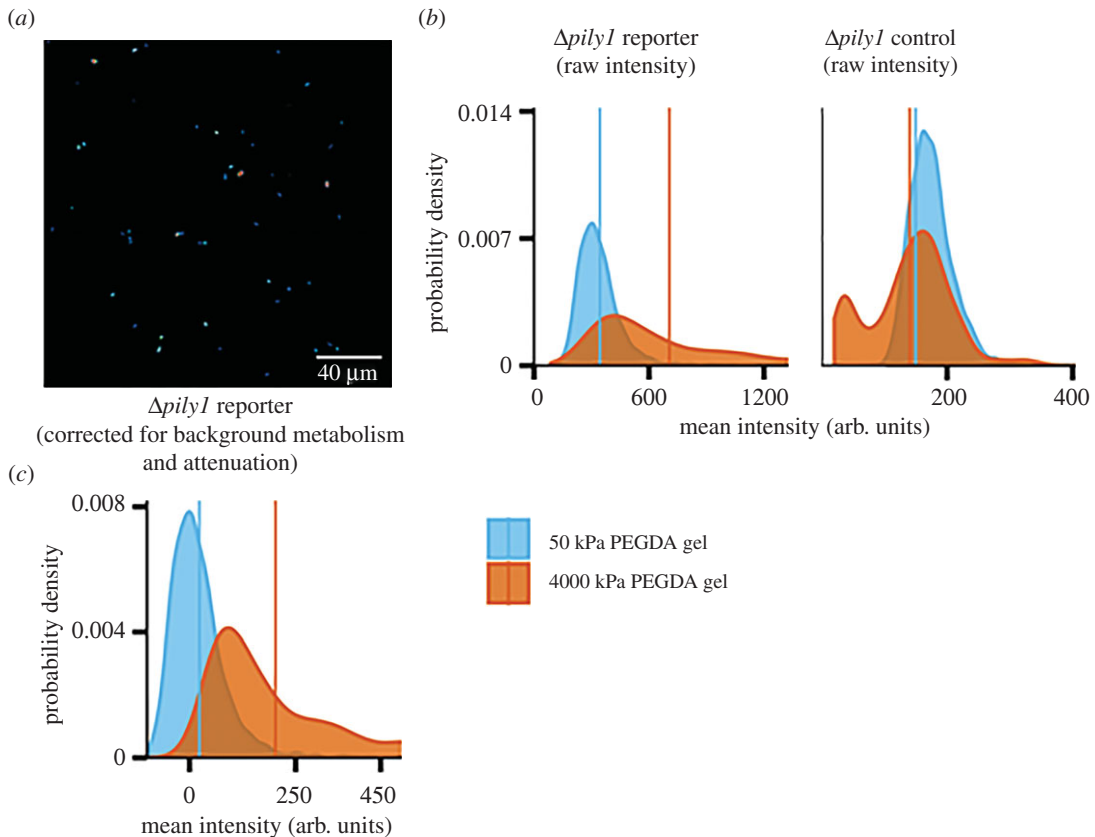 (a)
40 μm
Δpily1 reporter
(corrected for background metabolism
and attenuation)
(b)
Δpily1 reporter
(raw intensity)
Δpily1 control
(raw intensity)
0.014
0.007
0
probability density
0
600
1200
200
400
mean intensity (arb. units)
(c)
0.008
0.004
0
probability density
0
250
450
mean intensity (arb. units)
50 kPa PEGDA gel
4000 kPa PEGDA gel